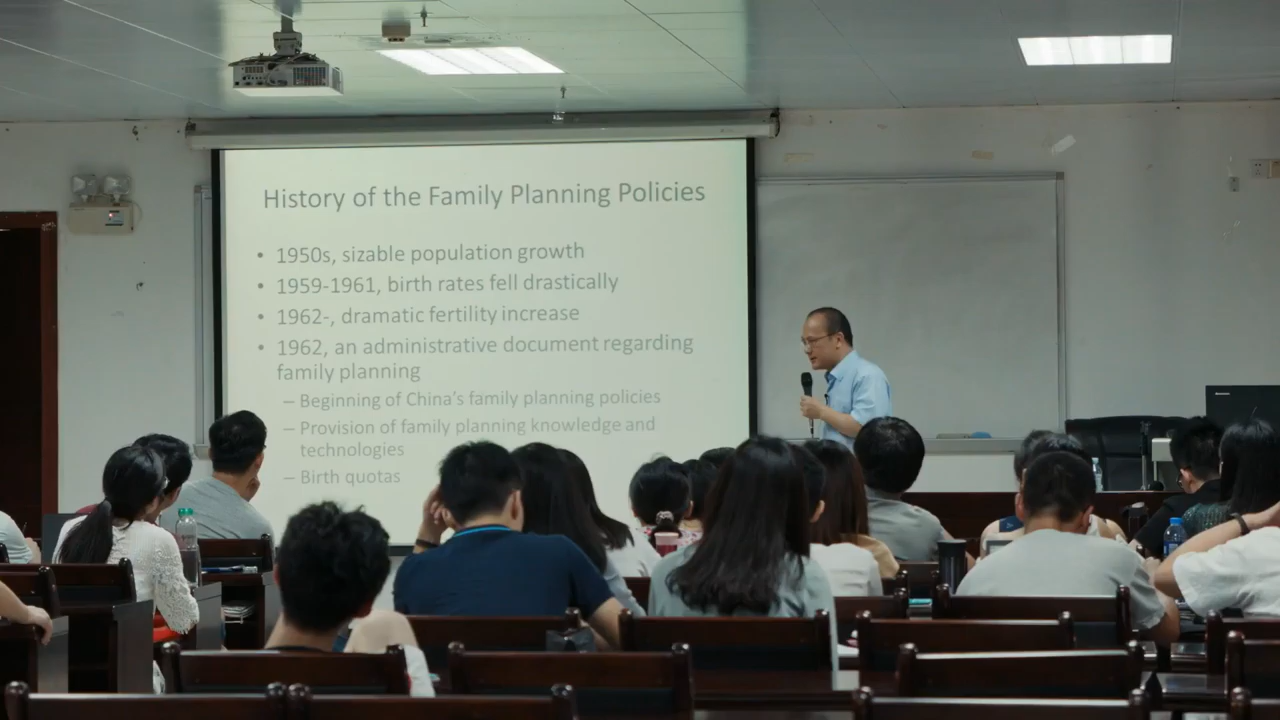 History of the Family Planning Policies
• 1950s, sizable population growth
• 1959-1961, birth rates fell drastically
• 1962-, dramatic fertility increase
• 1962, an administrative document regarding
family planning
– Beginning of China's family planning policies
– Provision of family planning knowledge and
technologies
– Birth quotas